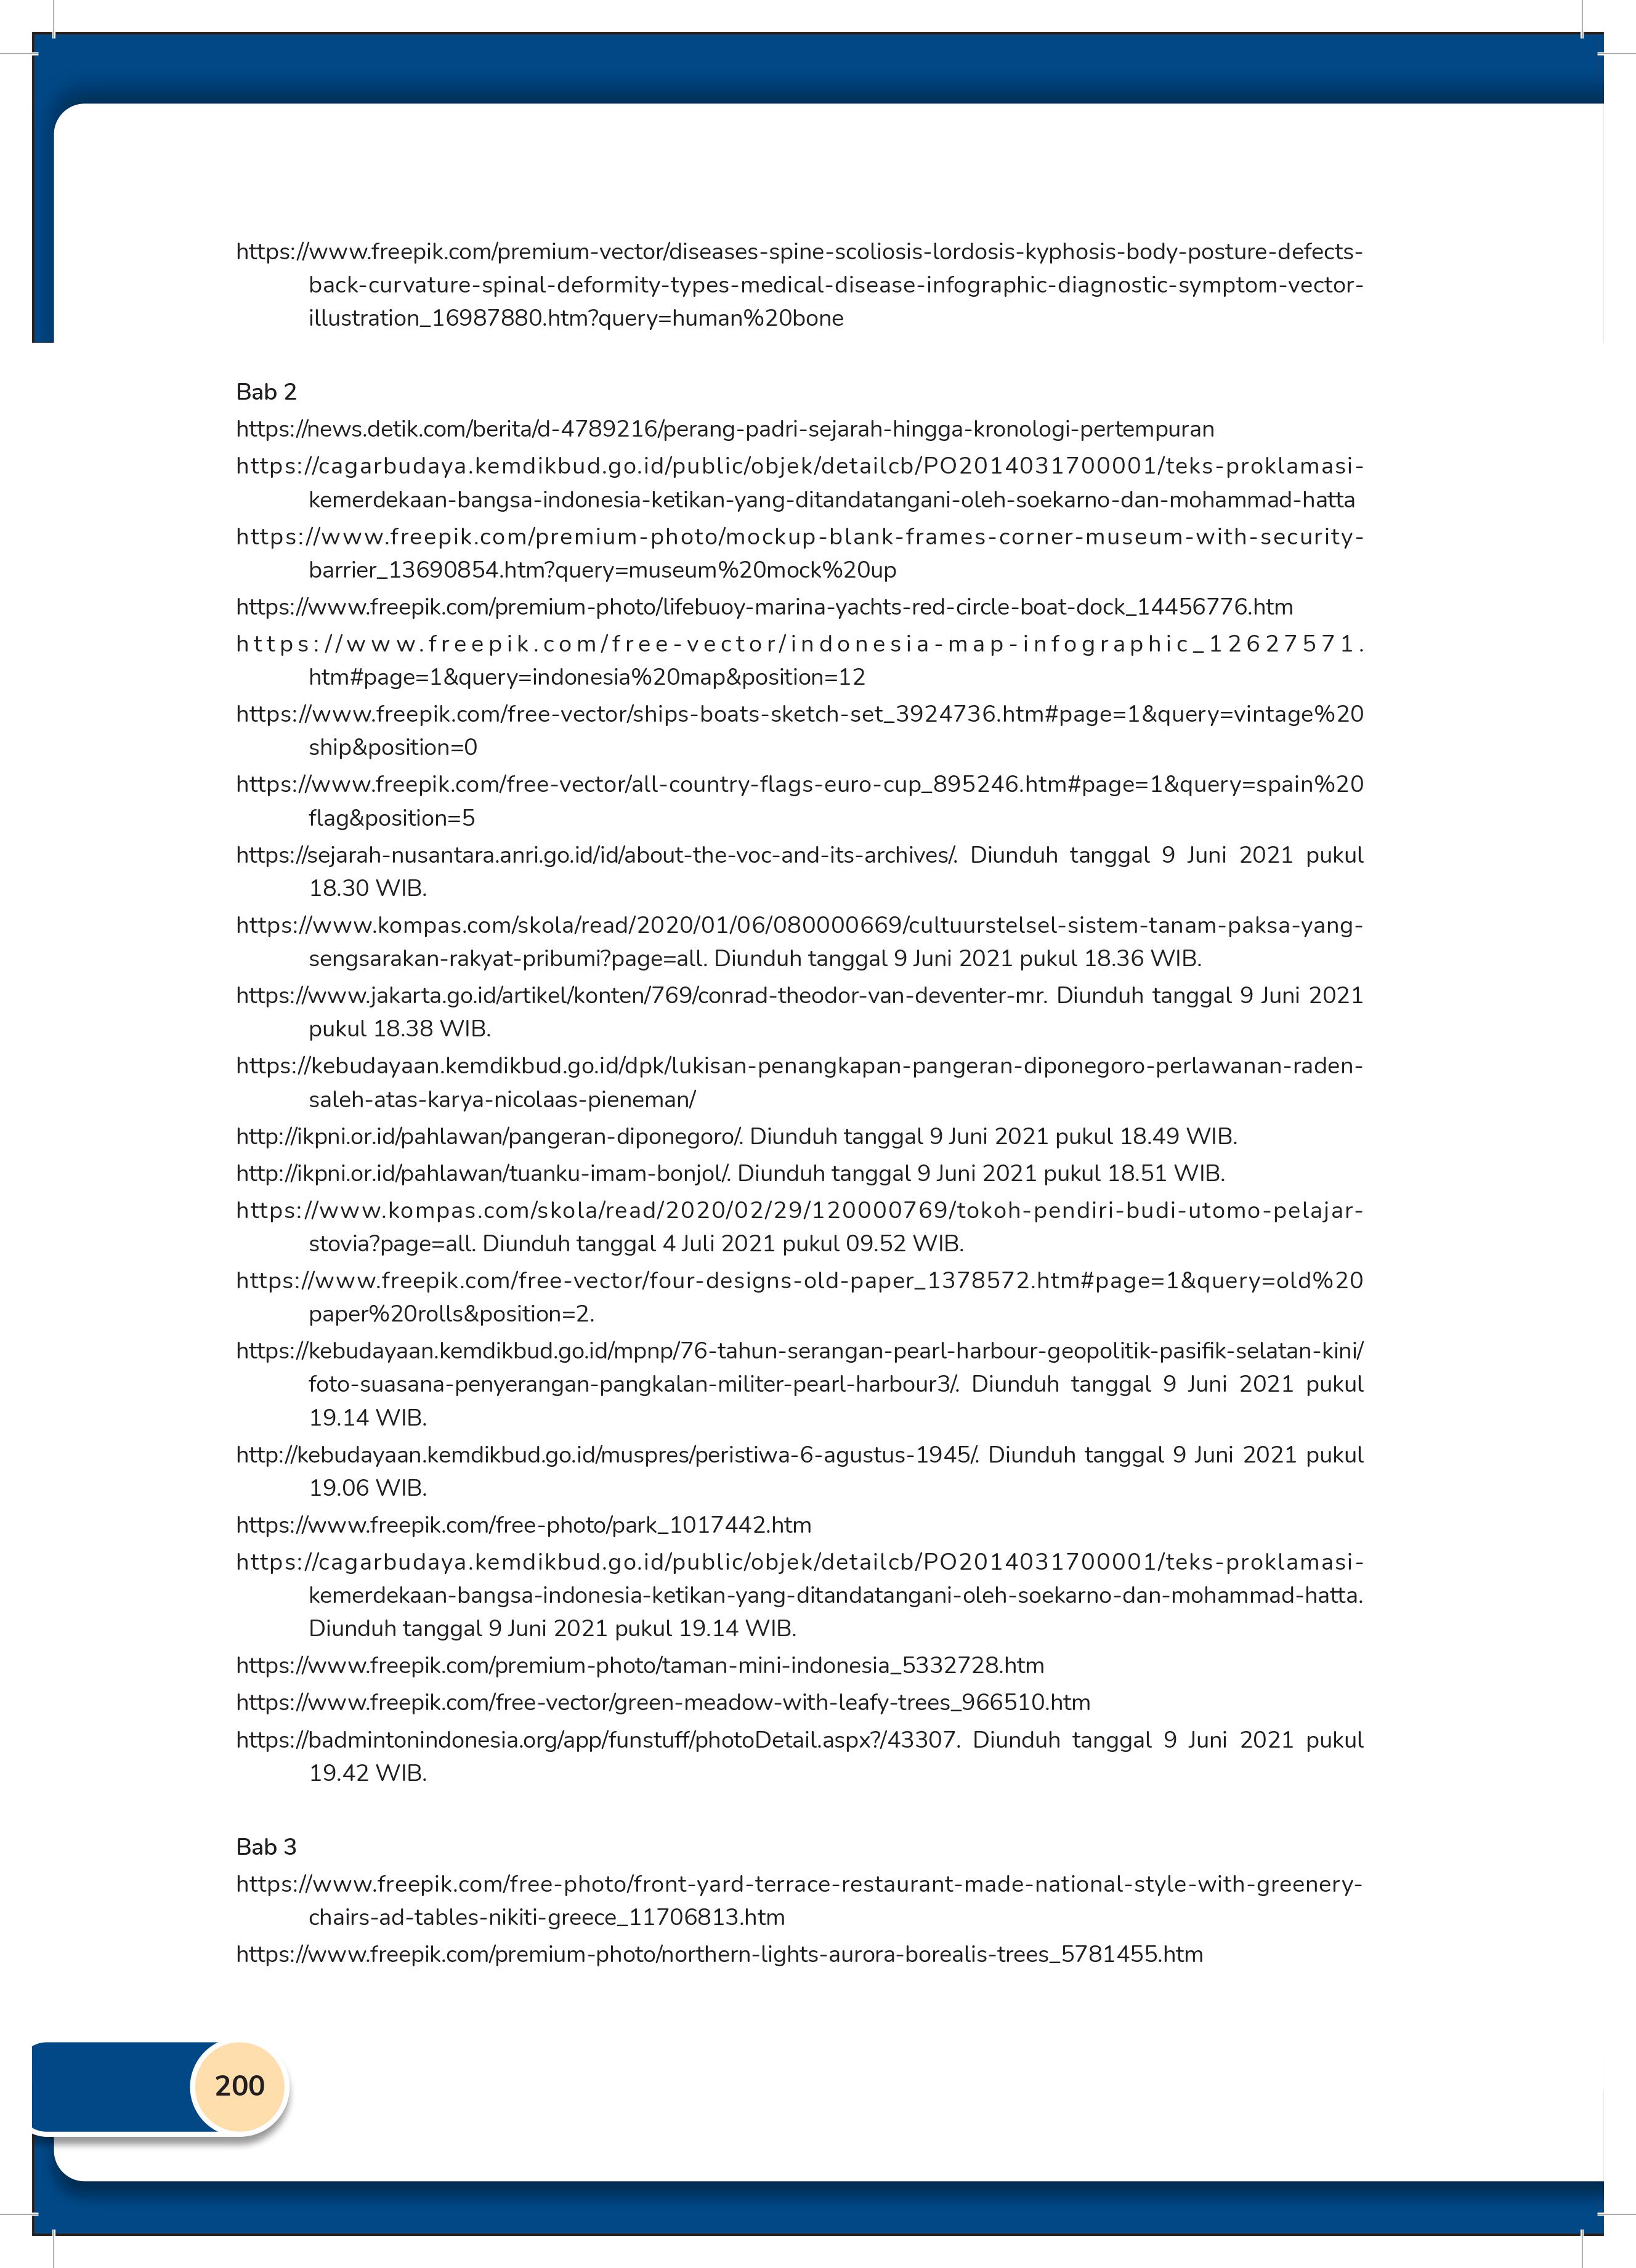 https://www.freepik.com/premium-vector/diseases-spine-scoliosis-lordosis-kyphosis-body-posture-defects-
back-curvature-spinal-deformity-types-medical-disease-infographic-diagnostic-symptom-vector-
illustration_16987880.htm?query=human%20bone
Bab 2
https://news.detik.com/berita/d-4789216/perang-padri-sejarah-hingga-kronologi-pertempuran
https://cagarbudaya.kemdikbud.go.id/public/objek/detailcb/PO2014031700001/teks-proklamasi-
kemerdekaan-bangsa-indonesia-ketikan-yang-ditandatangani-oleh-soekarno-dan-mohammad-hatta
https://www.freepik.com/premium-photo/mockup-blank-frames-corner-museum-with-security-
barrier_13690854.htm?query=museum%20mock%20up
https://www.freepik.com/premium-photo/lifebuoy-marina-yachts-red-circle-boat-dock_14456776.htm
https://www.freepik.com/free-vector/indonesia-map-infographic_12627571.
htm#page=1&query=indonesia%20map&position=12
https://www.freepik.com/free-vector/ships-boats-sketch-set_3924736.htm#page=1&query=vintage%20
ship&position=0
https://www.freepik.com/free-vector/all-country-flags-euro-cup_895246.htm#page=1&query=spain%20
flag&position=5
https://sejarah-nusantara.anri.go.id/id/about-the-voc-and-its-archives/. Diunduh tanggal 9 Juni 2021 pukul
18.30 WIB.
https://www.kompas.com/skola/read/2020/01/06/080000669/cultuurstelsel-sistem-tanam-paksa-yang-
sengsarakan-rakyat-pribumi?page=all. Diunduh tanggal 9 Juni 2021 pukul 18.36 WIB.
https://www.jakarta.go.id/artikel/konten/769/conrad-theodor-van-deventer-mr. Diunduh tanggal 9 Juni 2021
pukul 18.38 WIB.
https://kebudayaan.kemdikbud.go.id/dpk/lukisan-penangkapan-pangeran-diponegoro-perlawanan-raden-
saleh-atas-karya-nicolaas-pieneman/
http://ikpni.or.id/pahlawan/pangeran-diponegoro/. Diunduh tanggal 9 Juni 2021 pukul 18.49 WIB.
http://ikpni.or.id/pahlawan/tuanku-imam-bonjol/. Diunduh tanggal 9 Juni 2021 pukul 18.51 WIB.
https://www.kompas.com/skola/read/2020/02/29/120000769/tokoh-pendiri-budi-utomo-pelajar-
stovia?page=all. Diunduh tanggal 4 Juli 2021 pukul 09.52 WIB.
https://www.freepik.com/free-vector/four-designs-old-paper_1378572.htm#page=1&query=old%20
paper%20rolls&position=2.
https://kebudayaan.kemdikbud.go.id/mpnp/76-tahun-serangan-pearl-harbour-geopolitik-pasifik-selatan-kini/
foto-suasana-penyerangan-pangkalan-militer-pearl-harbour3/. Diunduh tanggal 9 Juni 2021 pukul
19.14 WIB.
http://kebudayaan.kemdikbud.go.id/muspres/peristiwa-6-agustus-1945/. Diunduh tanggal 9 Juni 2021 pukul
19.06 WIB.
https://www.freepik.com/free-photo/park_1017442.htm
https://cagarbudaya.kemdikbud.go.id/public/objek/detailcb/PO2014031700001/teks-proklamasi-
kemerdekaan-bangsa-indonesia-ketikan-yang-ditandatangani-oleh-soekarno-dan-mohammad-hatta.
Diunduh tanggal 9 Juni 2021 pukul 19.14 WIB.
https://www.freepik.com/premium-photo/taman-mini-indonesia_5332728.htm
https://www.freepik.com/free-vector/green-meadow-with-leafy-trees_966510.htm
https://badmintonindonesia.org/app/funstuff/photoDetail.aspx?/43307. Diunduh tanggal 9 Juni 2021 pukul
19.42 WIB.
Bab 3
https://www.freepik.com/free-photo/front-yard-terrace-restaurant-made-national-style-with-greenery-
chairs-ad-tables-nikiti-greece_11706813.htm
https://www.freepik.com/premium-photo/northern-lights-aurora-borealis-trees_5781455.htm
200